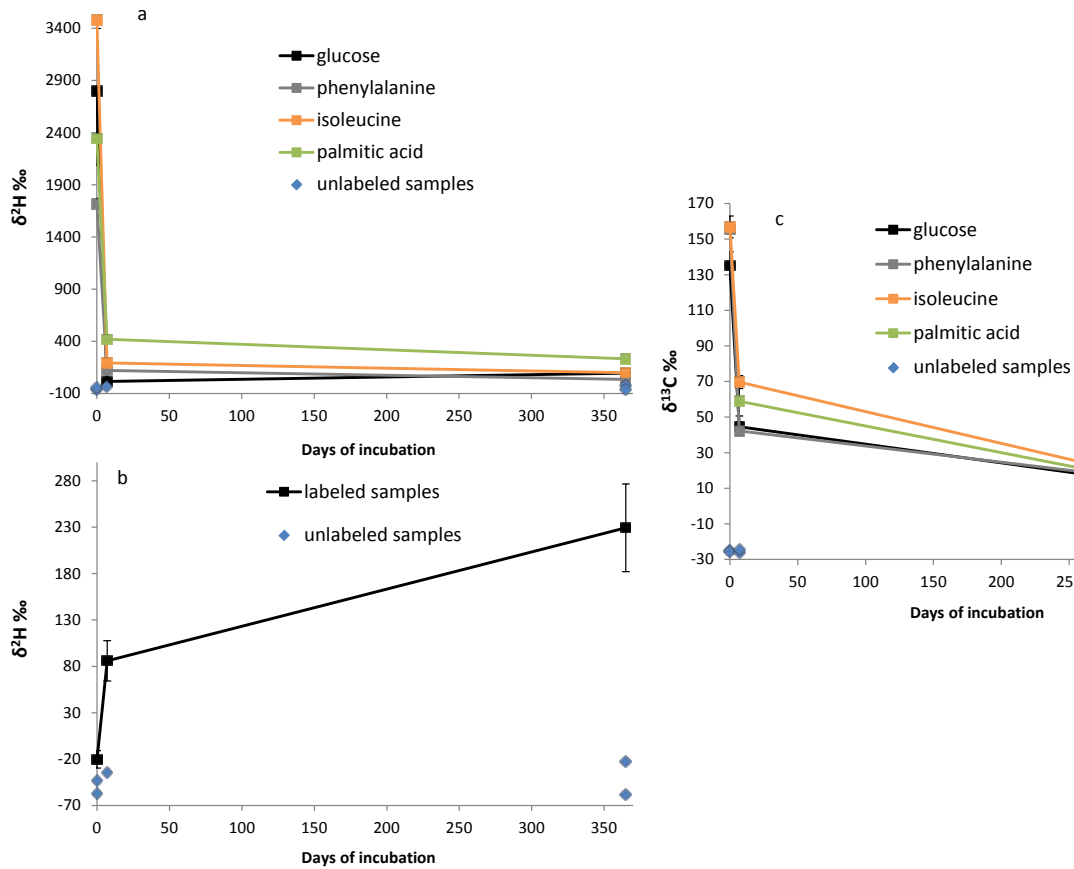 a
3400
2900
2400
1900
1400
900
400
-100
δ²H ‰
glucose
phenylalanine
isoleucine
palmitic acid
unlabeled samples
0 50 100 150 200 250 300 350
Days of incubation
b
280
230
180
130
80
30
-20
-70
δ²H ‰
labeled samples
unlabeled samples
0 50 100 150 200 250 300 350
Days of incubation
c
170
150
130
110
90
70
50
30
10
-10
-30
δ¹³C ‰
glucose
phenylalanine
isoleucine
palmitic acid
unlabeled samples
0 50 100 150 200 250
Days of incubation